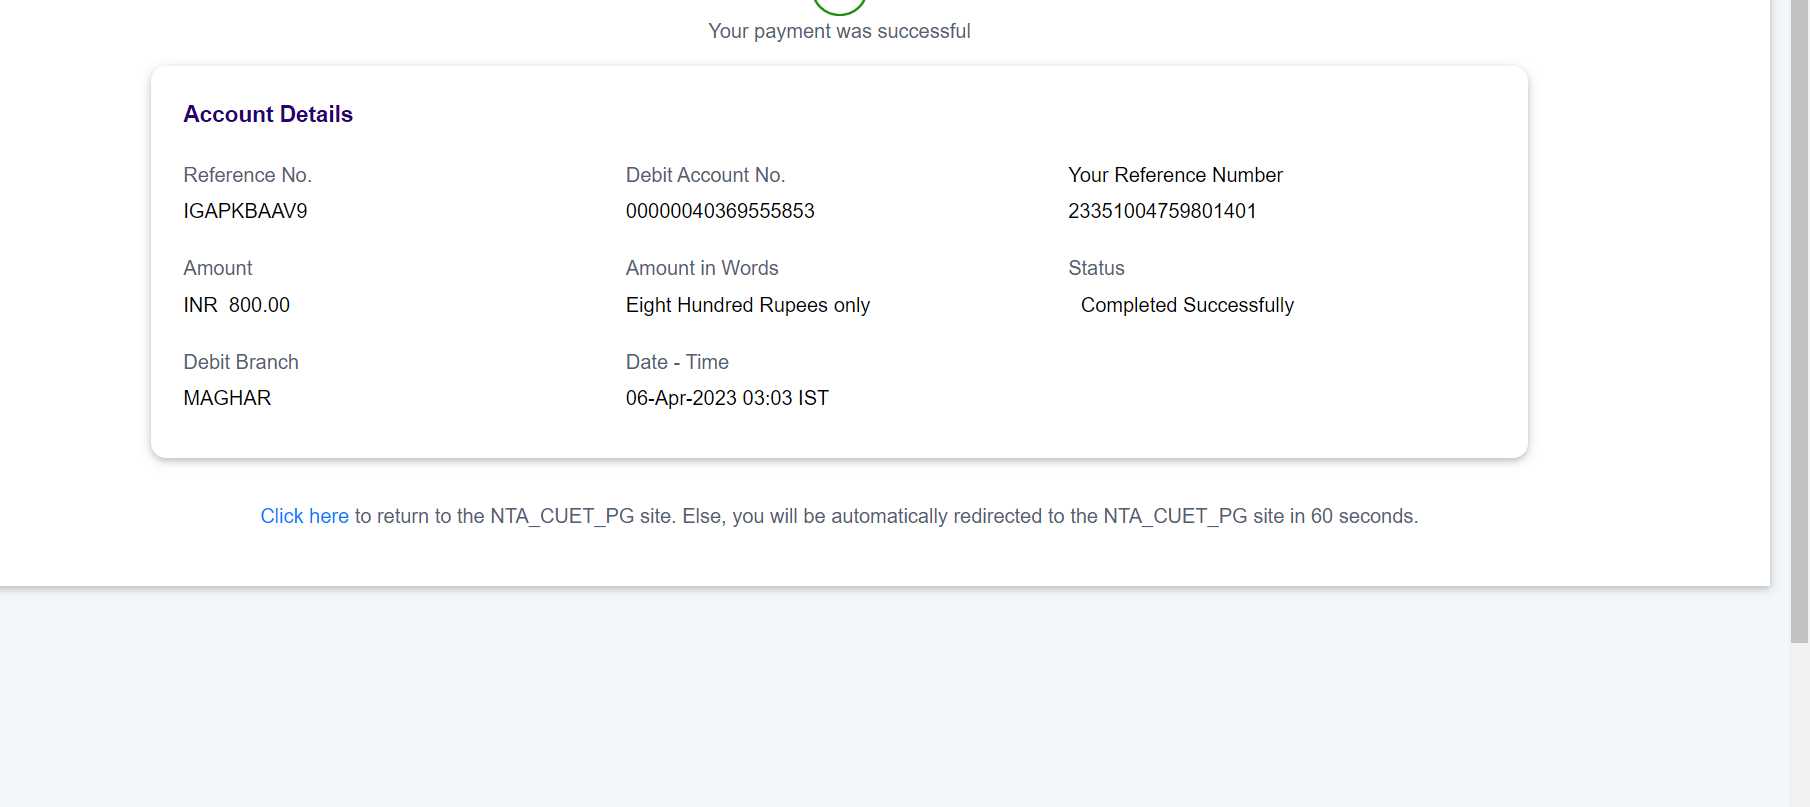 Your payment was successful
Account Details
Reference No.
IGAPKBAAV9
Debit Account No.
00000040369555853
Your Reference Number
23351004759801401
Amount
INR  800.00
Amount in Words
Eight Hundred Rupees only
Status
Completed Successfully
Debit Branch
MAGHAR
Date - Time
06-Apr-2023 03:03 IST
Click here to return to the NTA_CUET_PG site. Else, you will be automatically redirected to the NTA_CUET_PG site in 60 seconds.